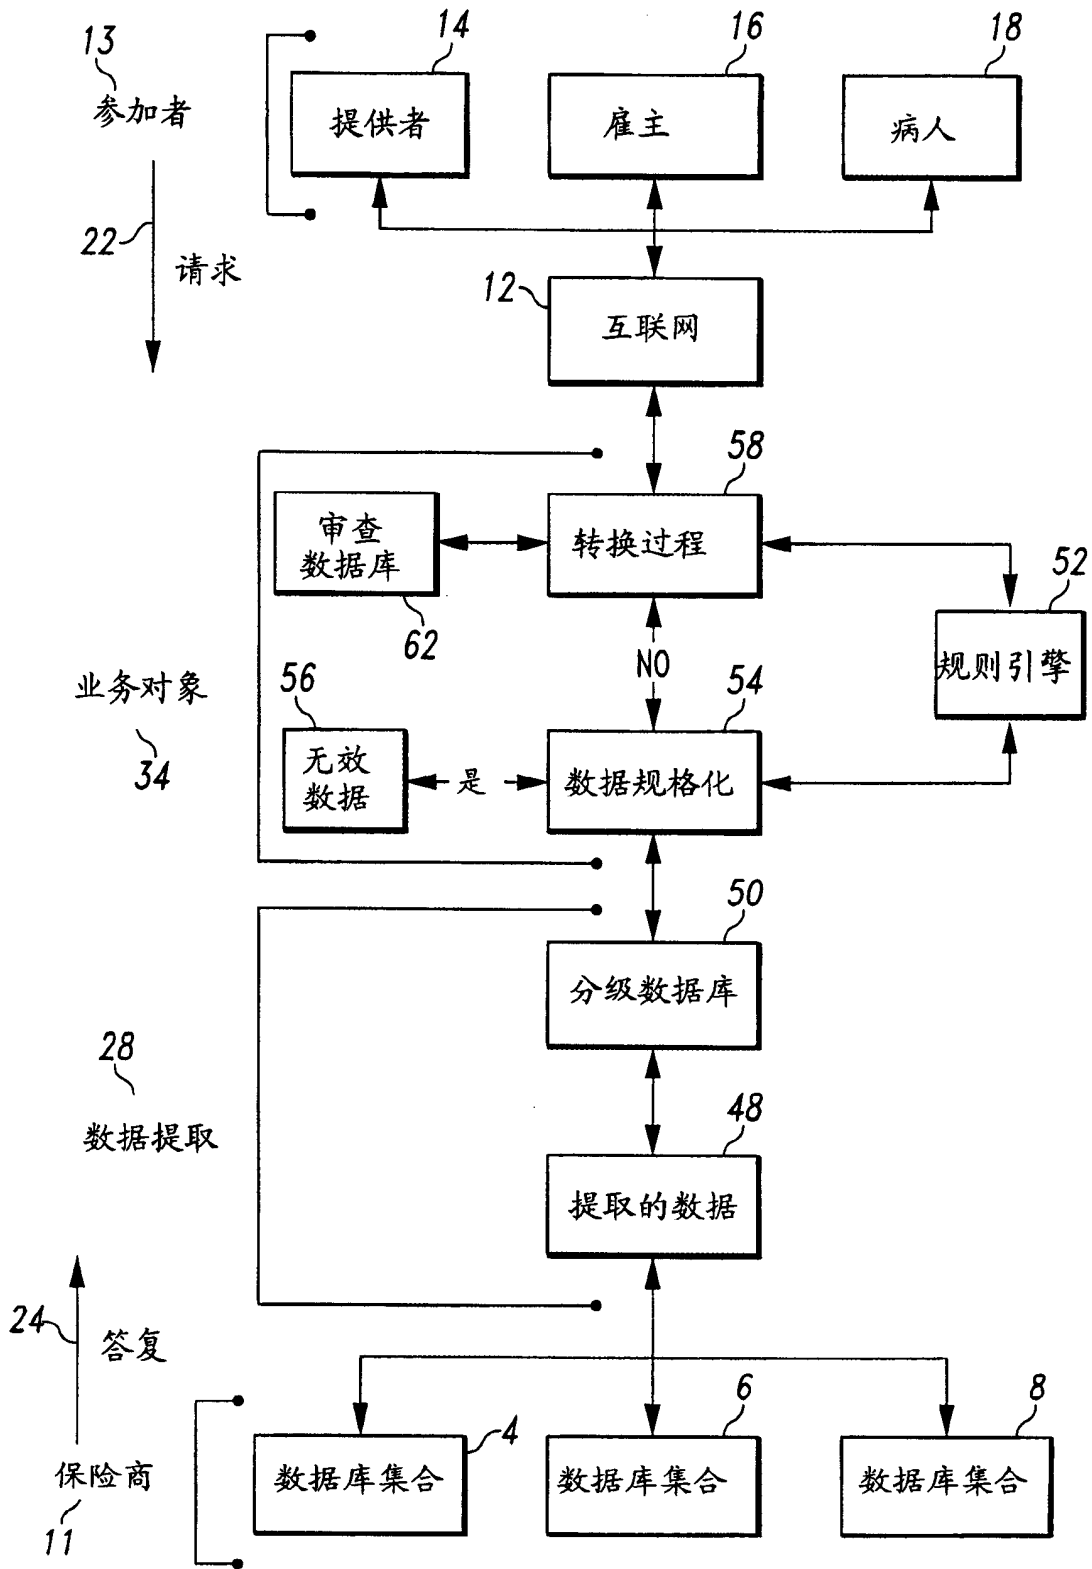 13
参加者
14
提供者
16
雇主
18
病人
22
请求
12
互联网
58
转换过程
审查
数据库
62
52
规则引擎
NO
业务对象
34
56
无效
数据
是
54
数据规格化
50
分级数据库
28
数据提取
48
提取的数据
24
答复
保险商
11
4
数据库集合
6
数据库集合
8
数据库集合